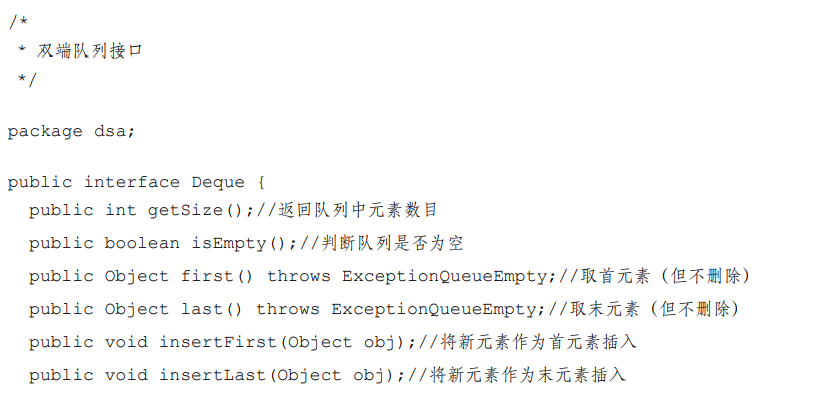 /*
 * 双端队列接口
 */
package dsa;
public interface Deque {
  public int getSize();//返回队列中元素数目
  public boolean isEmpty();//判断队列是否为空
  public Object first() throws ExceptionQueueEmpty;//取首元素(但不删除)
  public Object last() throws ExceptionQueueEmpty;//取末元素(但不删除)
  public void insertFirst(Object obj);//将新元素作为首元素插入
  public void insertLast(Object obj);//将新元素作为末元素插入